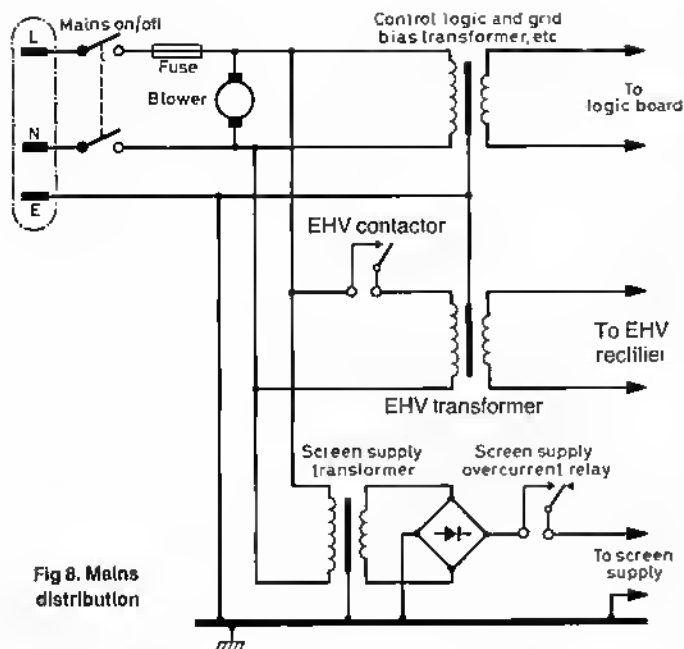 Mains on/off
L
Fuse
Blower
N
E
Control logic and grid
bias transformer, etc
To
logic board
EHV contactor
To EHV
rectifier
EHV transformer
Screen supply
transformer
Screen supply
overcurrent relay
To screen
supply
Fig 8. Mains
distribution